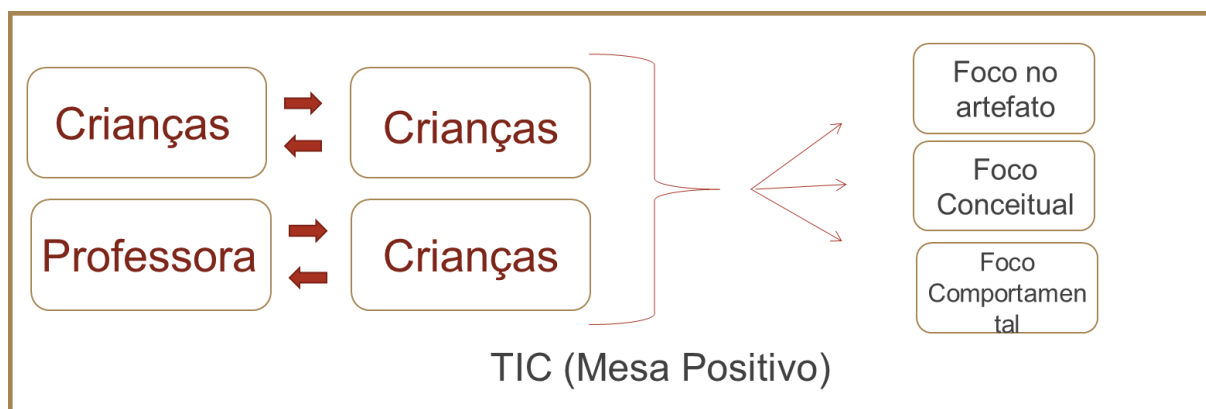 Crianças
Crianças
Professora
Crianças
Foco no
artefato
Foco
Conceitual
Foco
Comportamen
tal
TIC (Mesa Positivo)